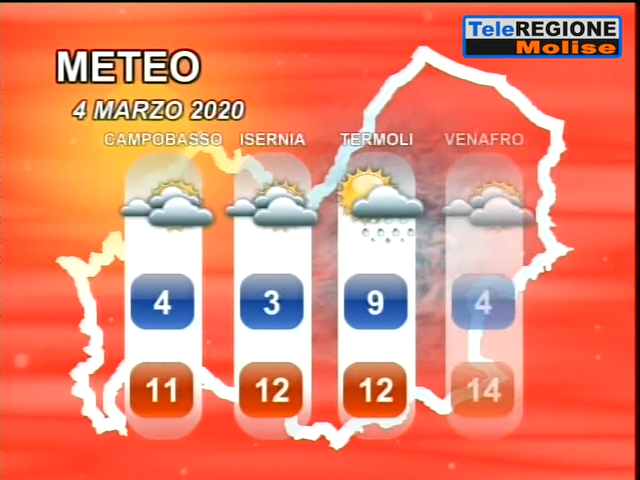 TeleREGIONE
Molise
METEO
4 MARZO 2020
CAMPOBASSO ISERNIA TERMOLI VENAFRO
4 3 9 4
11 12 12 14